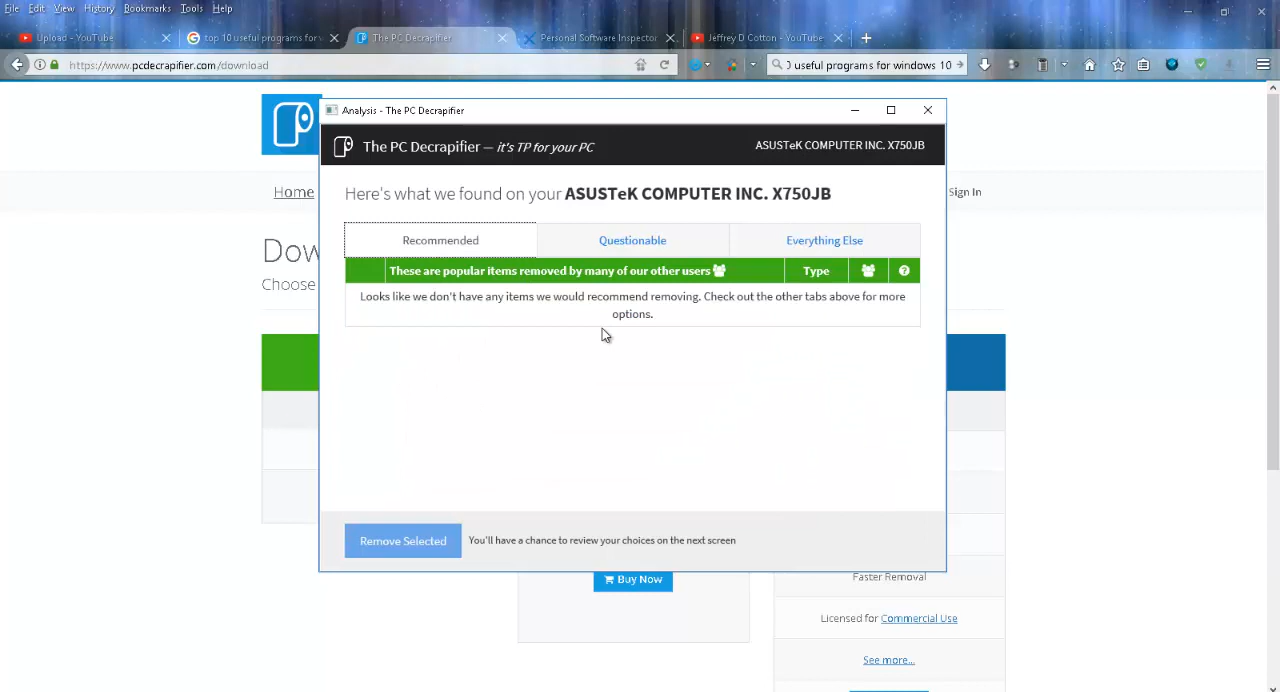 File Edit View History Bookmarks Tools Help
Upload - YouTube
top 10 useful programs for w
The PC Decrapifier
Personal Software Inspector
Jeffrey D Cotton - YouTube
https://www.pcdecrapifier.com/download
useful programs for windows 10
Home
Sign In
Analysis - The PC Decrapifier
The PC Decrapifier — it's TP for your PC
ASUSTeK COMPUTER INC. X750JB
Here's what we found on your ASUSTeK COMPUTER INC. X750JB
Recommended Questionable Everything Else
These are popular items removed by many of our other users Type
Looks like we don't have any items we would recommend removing. Check out the other tabs above for more
options.
Remove Selected You'll have a chance to review your choices on the next screen
Dow
Choose
Buy Now
Faster Removal
Licensed for Commercial Use
See more...